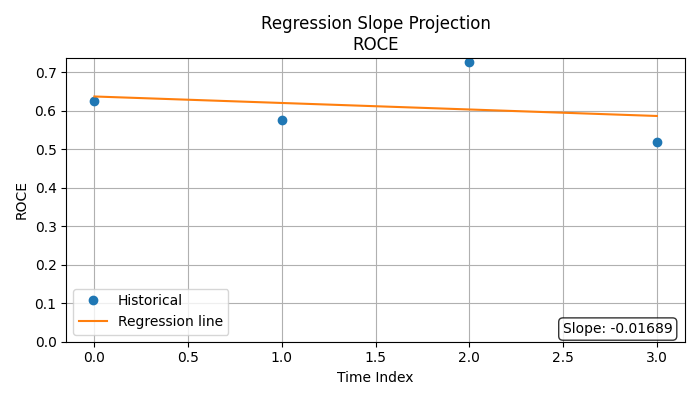 Regression Slope Projection
ROCE
ROCE
0.7
0.6
0.5
0.4
0.3
0.2
0.1
0.0
Historical
Regression line
Slope: -0.01689
0.0 0.5 1.0 1.5 2.0 2.5 3.0
Time Index